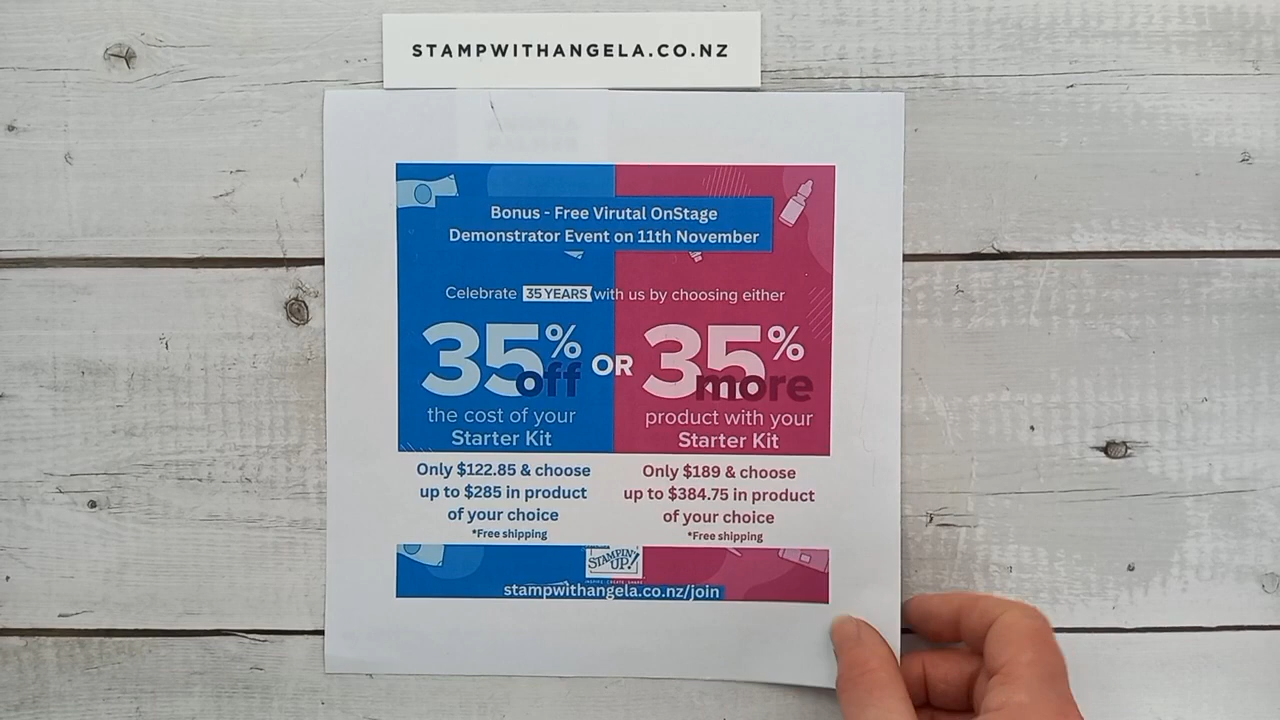 STAMPWITHANGELA.CO.NZ
Bonus - Free Virutal OnStage
Demonstrator Event on 11th November
Celebrate 35 YEARS with us by choosing either
35% off OR 35% more
the cost of your
Starter Kit
product with your
Starter Kit
Only $122.85 & choose
up to $285 in product
of your choice
*Free shipping
Only $189 & choose
up to $384.75 in product
of your choice
*Free shipping
STAMPIN' UP!
INSPIRE CREATE SHARE
stampwithangela.co.nz/join